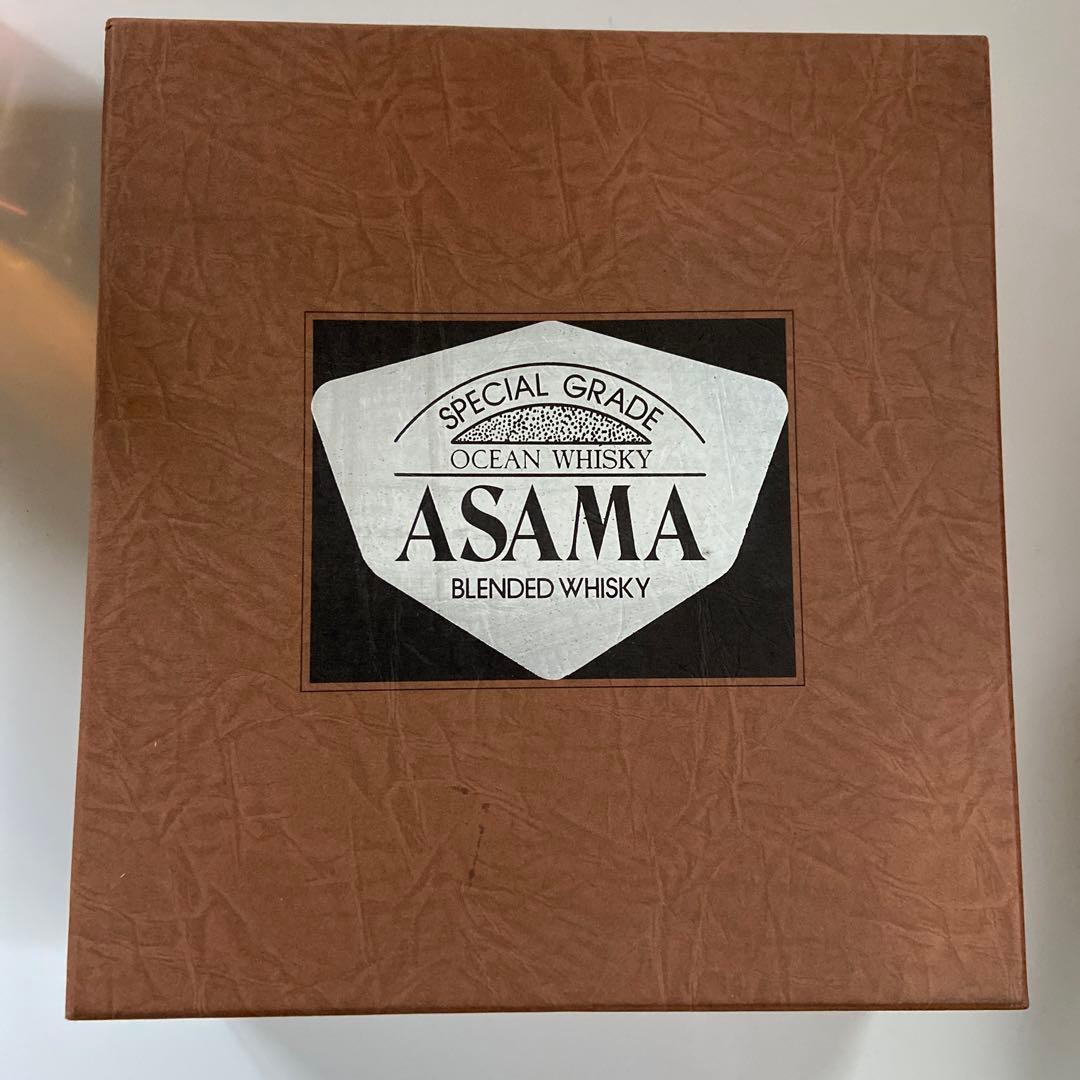 SPECIAL GRADE
OCEAN WHISKY
ASAMA
BLENDED WHISKY